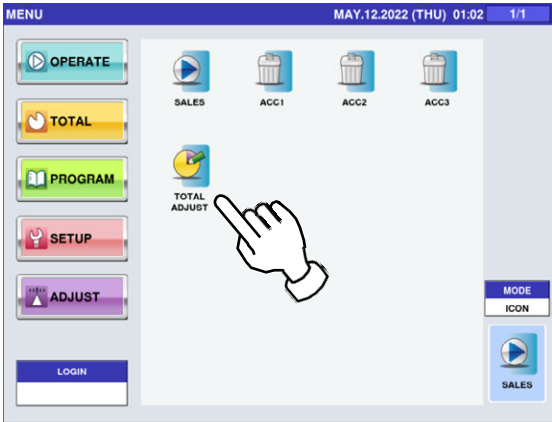 MENU
MAY.12.2022 (THU) 01:02 1/1
OPERATE
TOTAL
PROGRAM
SETUP
ADJUST
LOGIN
SALES ACC1 ACC2 ACC3
TOTAL
ADJUST
MODE
ICON
SALES